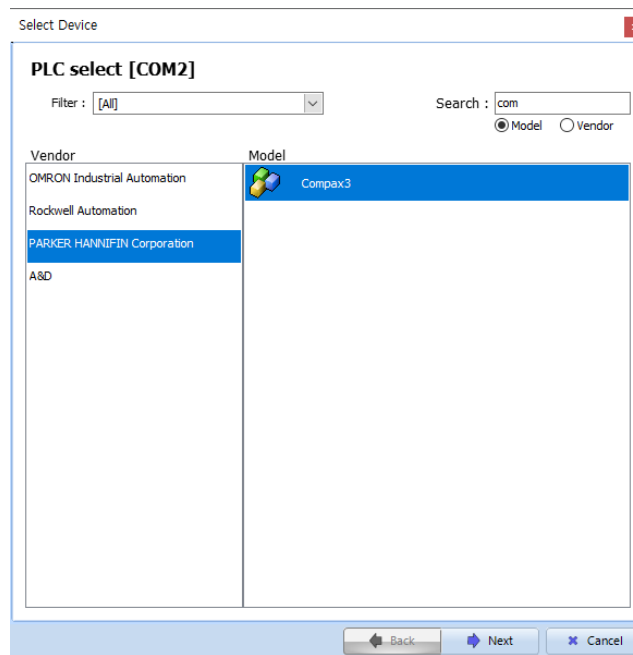 Select Device
PLC select [COM2]
Filter : [All] Search : com
Model Vendor
Vendor Model
OMRON Industrial Automation
Rockwell Automation
PARKER HANNIFIN Corporation
A&D
Compax3
Back Next Cancel